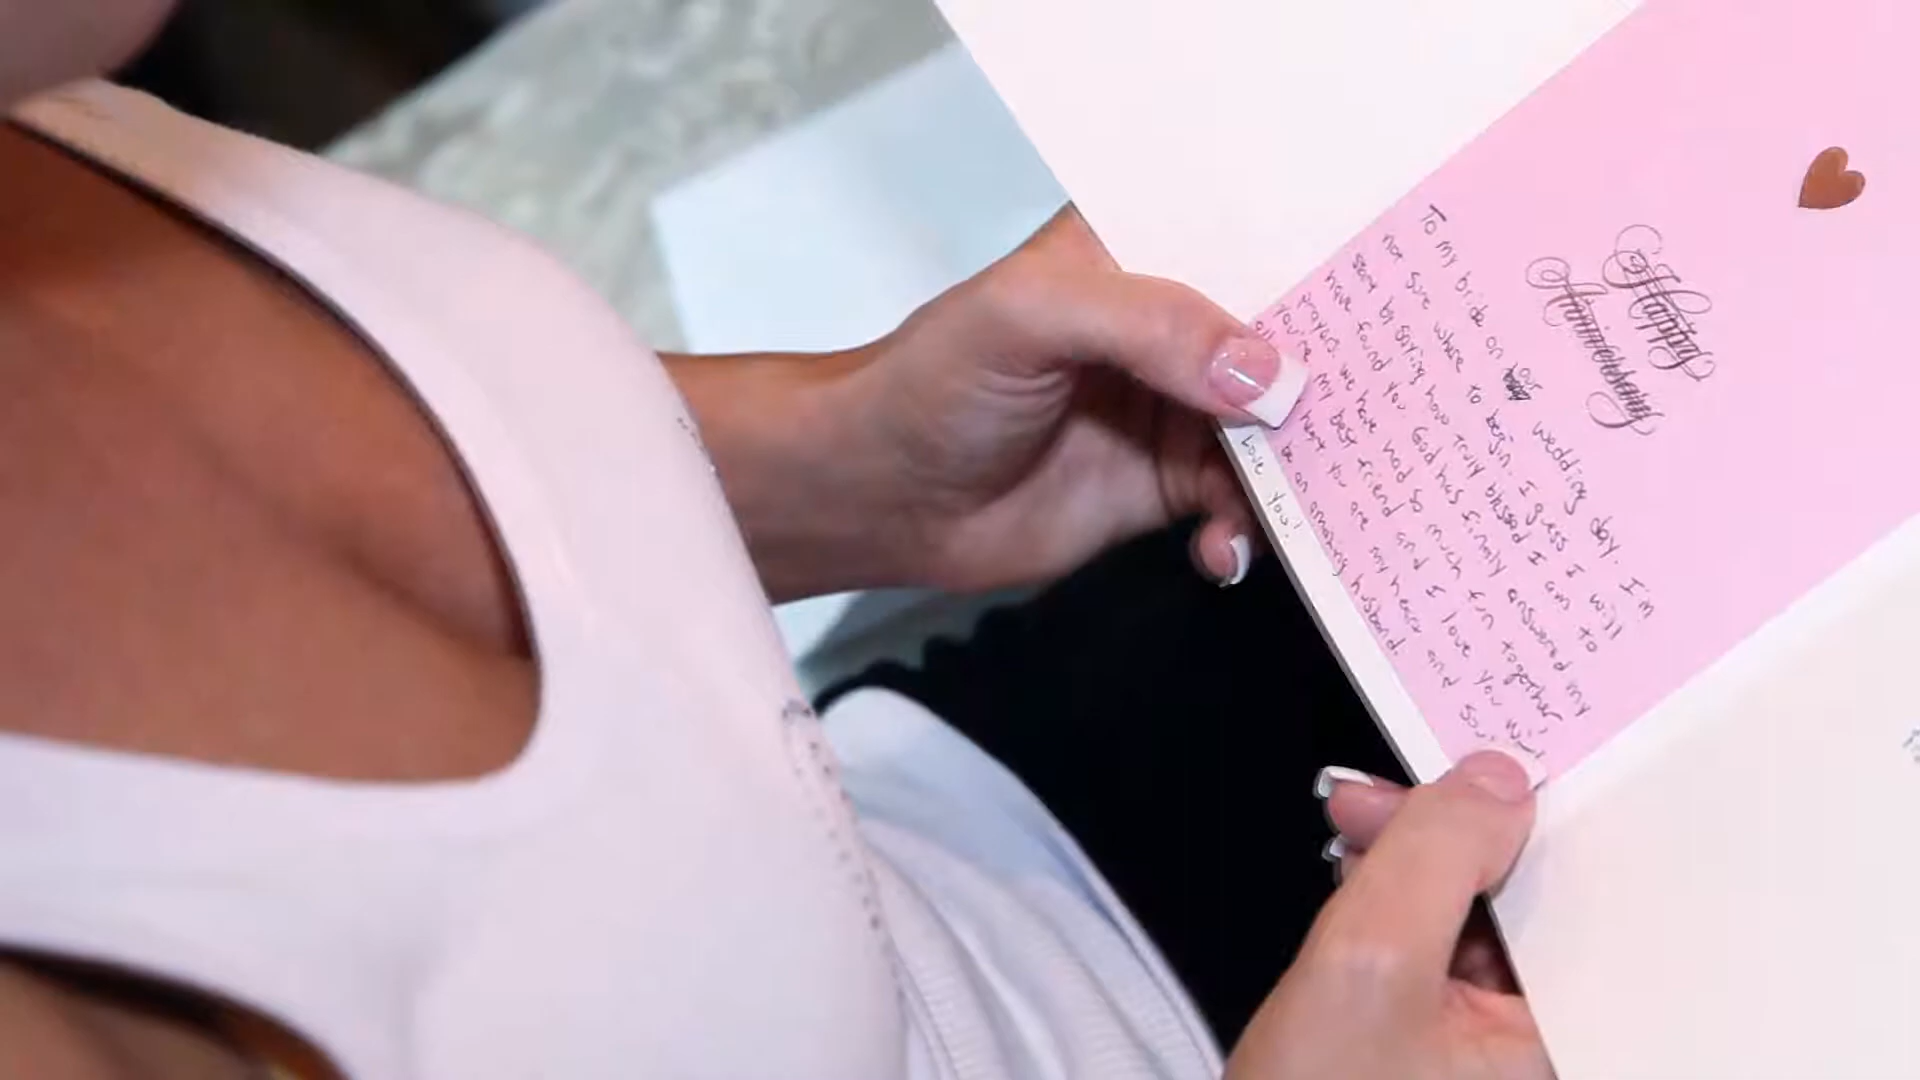 Happy
Anniversary
To my bride on our wedding day. I'm
not sure where to begin. I guess I will
start by saying how truly blessed I am to
have found you. God has finally answered my
prayers. We have had so much fun together
you're my best friend and I love you
all heart you are my heart and
be an amazing husband.
Love you!